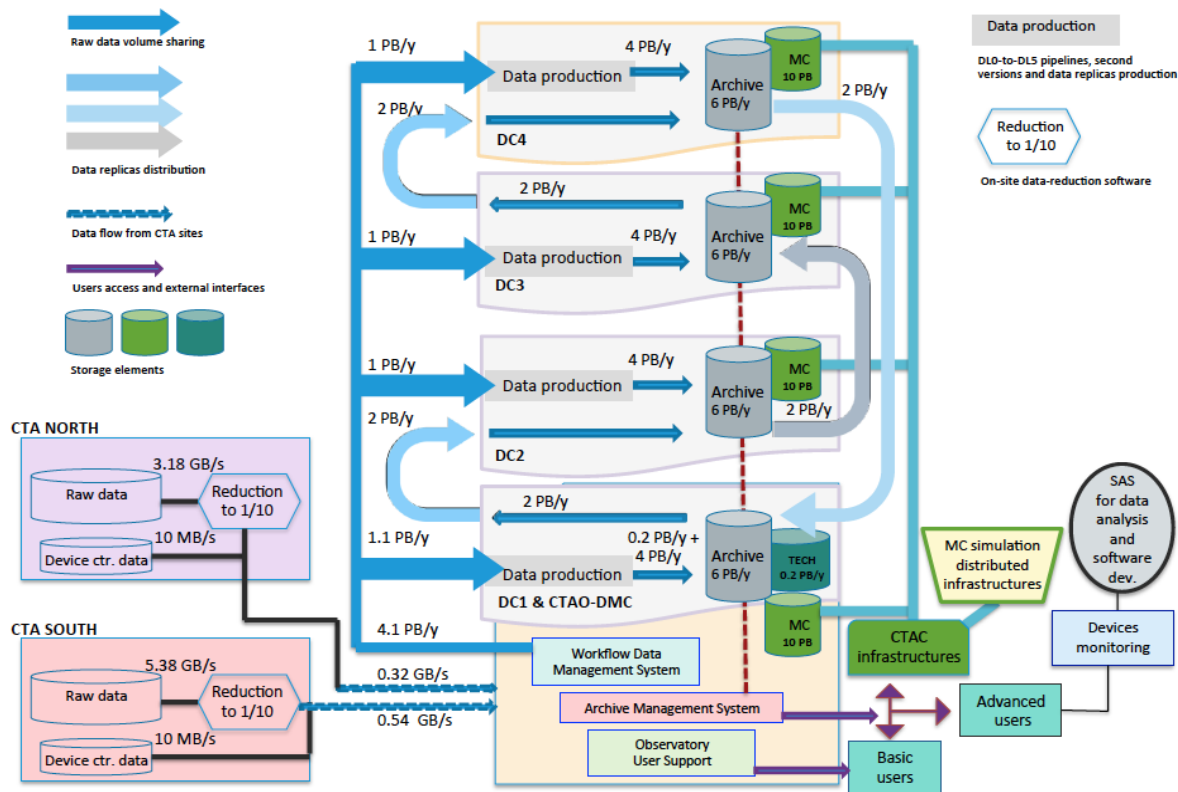 Raw data volume sharing
Data replicas distribution
Data flow from CTA sites
Users access and external interfaces
Storage elements
Data production
DL0-to-DL5 pipelines, second
versions and data replicas production
Reduction
to 1/10
On-site data-reduction software
1 PB/y
Data production
4 PB/y
MC
10 PB
Archive
6 PB/y
2 PB/y
2 PB/y
DC4
2 PB/y
MC
10 PB
1 PB/y
Data production
4 PB/y
Archive
6 PB/y
DC3
1 PB/y
Data production
4 PB/y
MC
10 PB
Archive
6 PB/y
2 PB/y
2 PB/y
DC2
2 PB/y
1.1 PB/y
0.2 PB/y +
4 PB/y
Data production
Archive
6 PB/y
TECH
0.2 PB/y
DC1 & CTAO-DMC
MC
10 PB
4.1 PB/y
Workflow Data
Management System
Archive Management System
Observatory
User Support
CTA NORTH
3.18 GB/s
Raw data
Reduction
to 1/10
10 MB/s
Device ctr. data
CTA SOUTH
5.38 GB/s
Raw data
Reduction
to 1/10
10 MB/s
Device ctr. data
0.32 GB/s
0.54 GB/s
SAS
for data
analysis
and
software
dev.
MC simulation
distributed
infrastructures
CTAC
infrastructures
Devices
monitoring
Advanced
users
Basic
users